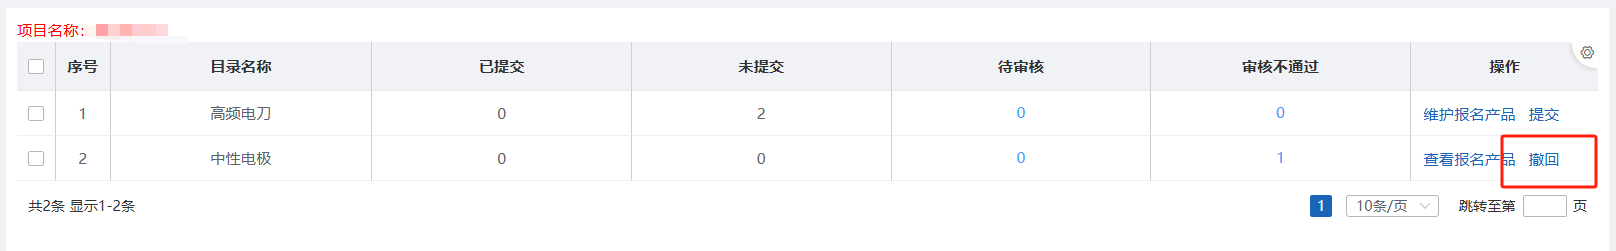 项目名称：
序号 目录名称 已提交 未提交 待审核 审核不通过 操作
1 高频电刀 0 2 0 0 维护报名产品 提交
2 中性电极 0 0 0 1 查看报名产品 撤回
共2条 显示1-2条 1 10条/页 跳转至第 页